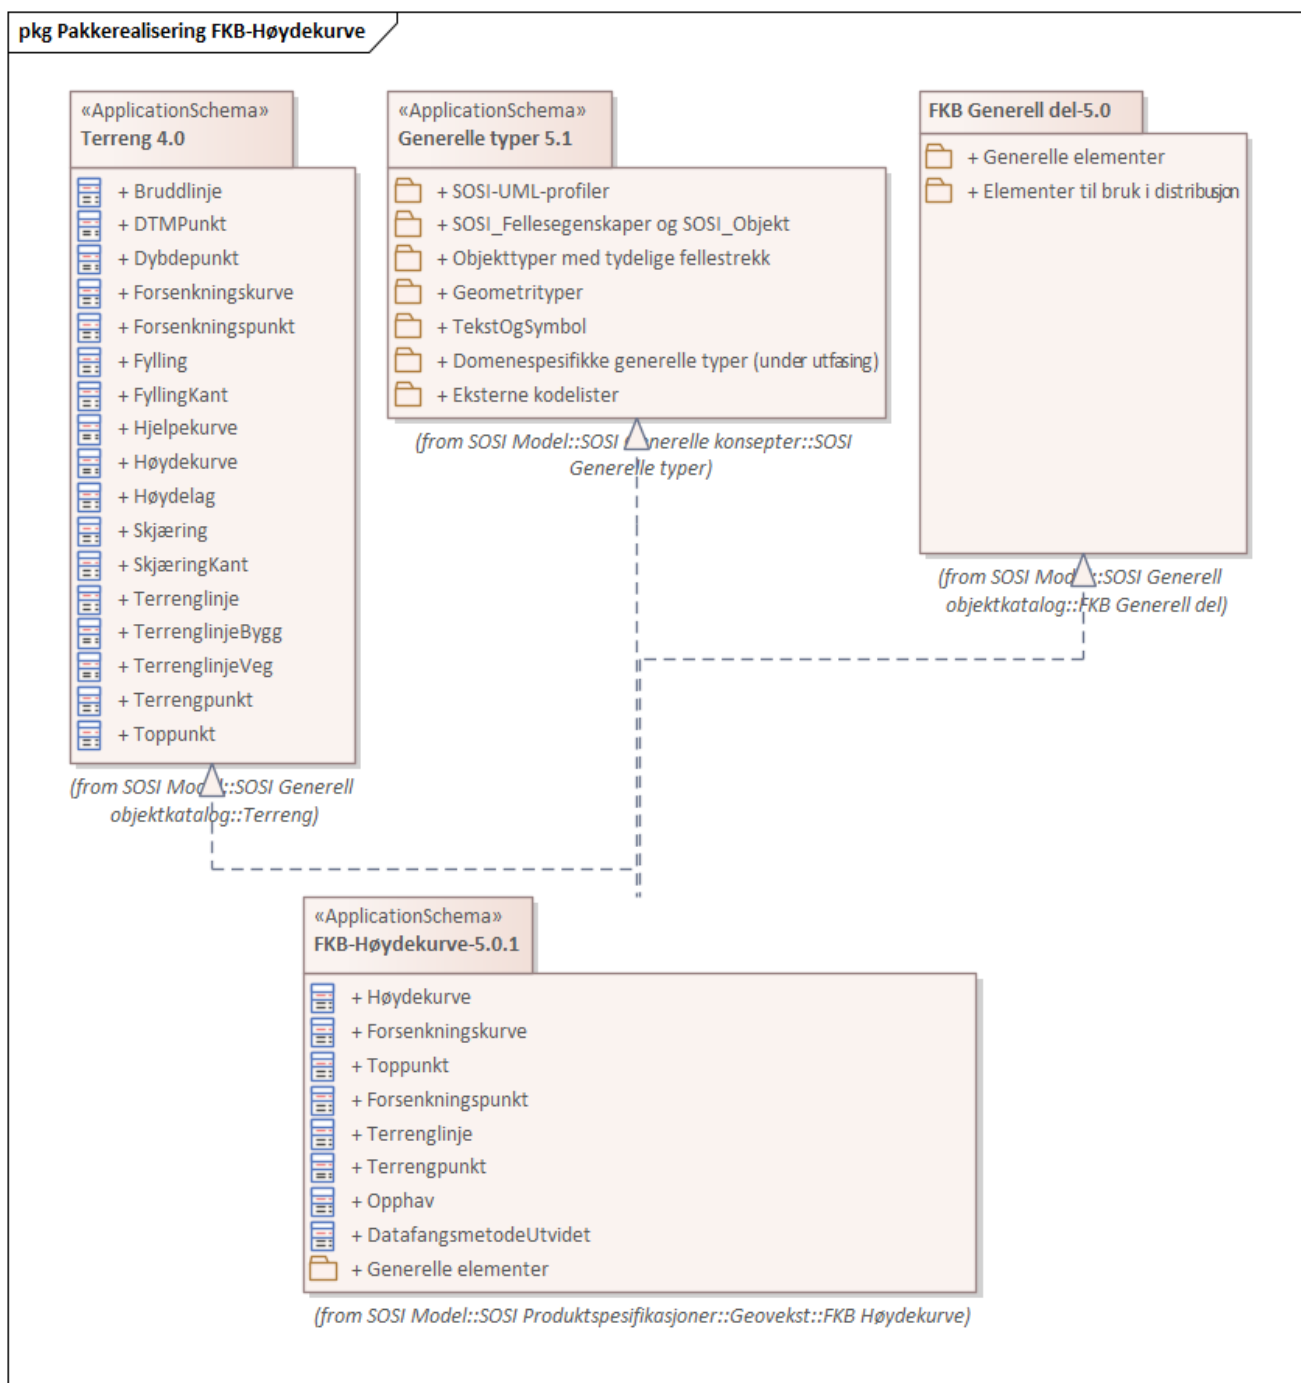 pkg Pakkerealisering FKB-Høydekurve
«ApplicationSchema»
Terreng 4.0
+ Bruddlinje
+ DTMPunkt
+ Dybdepunkt
+ Forsenkningskurve
+ Forsenkningspunkt
+ Fylling
+ FyllingKant
+ Hjelpekurve
+ Høydekurve
+ Høydelag
+ Skjæring
+ SkjæringKant
+ Terrenglinje
+ TerrenglinjeBygg
+ TerrenglinjeVeg
+ Terrengpunkt
+ Toppunkt
(from SOSI Model::SOSI Generell
objektkatalog::Terreng)
«ApplicationSchema»
Generelle typer 5.1
+ SOSI-UML-profiler
+ SOSI_Fellesegenskaper og SOSI_Objekt
+ Objekttyper med tydelige fellestrekk
+ Geometrityper
+ TekstOgSymbol
+ Domenespesifikke generelle typer (under utfasing)
+ Eksterne kodelister
(from SOSI Model::SOSI Generelle konsepter::SOSI
Generelle typer)
FKB Generell del-5.0
+ Generelle elementer
+ Elementer til bruk i distribusjon
(from SOSI Model::SOSI Generell
objektkatalog::FKB Generell del)
«ApplicationSchema»
FKB-Høydekurve-5.0.1
+ Høydekurve
+ Forsenkningskurve
+ Toppunkt
+ Forsenkningspunkt
+ Terrenglinje
+ Terrengpunkt
+ Opphav
+ DatafangsmetodeUtvidet
+ Generelle elementer
(from SOSI Model::SOSI Produktspesifikasjoner::Geovekst::FKB Høydekurve)